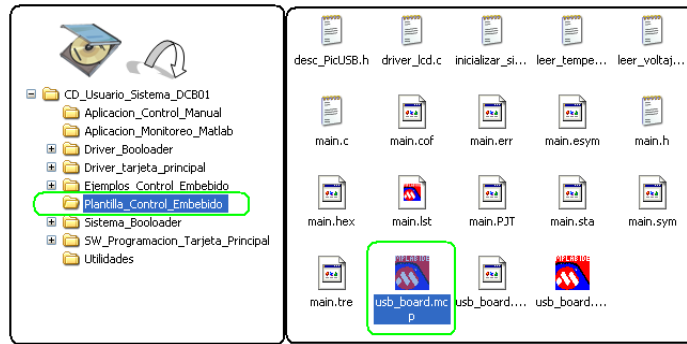 CD_Usuario_Sistema_DCB01
Aplicacion_Control_Manual
Aplicacion_Monitoreo_Matlab
Driver_Booloader
Driver_tarjeta_principal
Ejemplos_Control_Embebido
Plantilla_Control_Embebido
Sistema_Booloader
SW_Programacion_Tarjeta_Principal
Utilidades
desc_PicUSB.h driver_lcd.c inicializar_si... leer_tempe... leer_voltaj...
main.c main.cof main.err main.esym main.h
main.hex main.lst main.PJT main.sta main.sym
main.tre usb_board.mc usb_board.... usb_board....
p